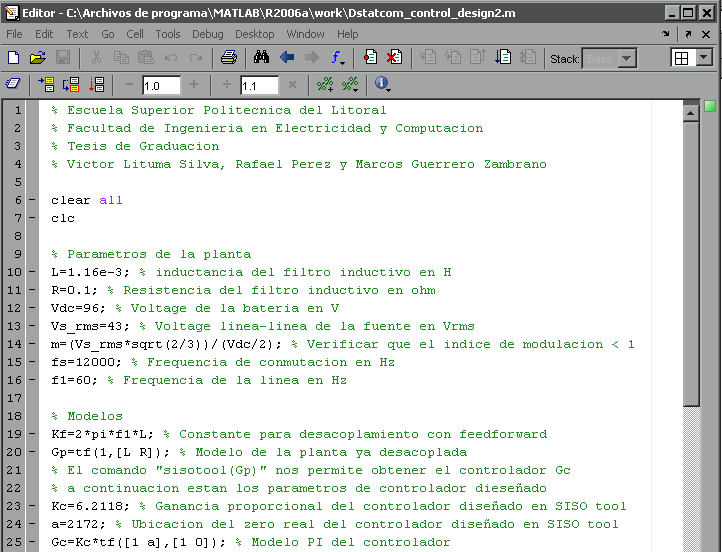 Editor - C:\Archivos de programa\MATLAB\R2006a\work\Dstatcom_control_design2.m
File Edit Text Go Cell Tools Debug Desktop Window Help
Stack: Base
1.0 1.1
1 % Escuela Superior Politecnica del Litoral
2 % Facultad de Ingenieria en Electricidad y Computacion
3 % Tesis de Graduacion
4 % Victor Lituma Silva, Rafael Perez y Marcos Guerrero Zambrano
5
6 - clear all
7 - clc
8
9 % Parametros de la planta
10 - L=1.16e-3; % inductancia del filtro inductivo en H
11 - R=0.1; % Resistencia del filtro inductivo en ohm
12 - Vdc=96; % Voltage de la bateria en V
13 - Vs_rms=43; % Voltage linea-linea de la fuente en Vrms
14 - m=(Vs_rms*sqrt(2/3))/(Vdc/2); % Verificar que el indice de modulacion < 1
15 - fs=12000; % Frequencia de conmutacion en Hz
16 - f1=60; % Frequencia de la linea en Hz
17
18 % Modelos
19 - Kf=2*pi*f1*L; % Constante para desacoplamiento con feedforward
20 - Gp=tf(1,[L R]); % Modelo de la planta ya desacoplada
21 % El comando "sisotool(Gp)" nos permite obtener el controlador Gc
22 % a continuacion estan los parametros de controlador dieseñado
23 - Kc=6.2118; % Ganancia proporcional del controlador diseñado en SISO tool
24 - a=2172; % Ubicacion del zero real del controlador diseñado en SISO tool
25 - Gc=Kc*tf([1 a],[1 0]); % Modelo PI del controlador